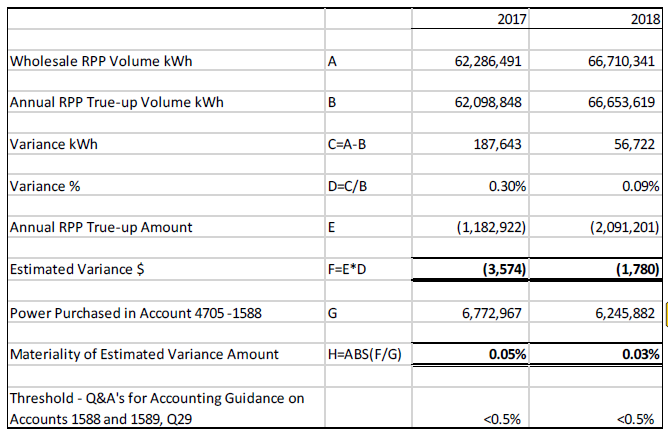 2017 2018
Wholesale RPP Volume kWh A 62,286,491 66,710,341
Annual RPP True-up Volume kWh B 62,098,848 66,653,619
Variance kWh C=A-B 187,643 56,722
Variance % D=C/B 0.30% 0.09%
Annual RPP True-up Amount E (1,182,922) (2,091,201)
Estimated Variance $ F=E*D (3,574) (1,780)
Power Purchased in Account 4705 -1588 G 6,772,967 6,245,882
Materiality of Estimated Variance Amount H=ABS(F/G) 0.05% 0.03%
Threshold - Q&A's for Accounting Guidance on
Accounts 1588 and 1589, Q29 <0.5% <0.5%